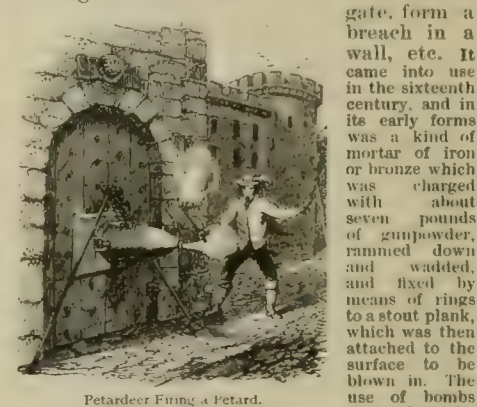 gate, form a
breach in a
wall, etc. It
came into use
in the sixteenth
century, and in
its early forms
was a kind of
mortar of iron
or bronze which
was charged
with about
seven pounds
of gunpowder,
rammed down
and wadded,
and fixed by
means of rings
to a stout plank,
which was then
attached to the
surface to be
blown in. The
use of bombs
Petardeer Firing a Petard.